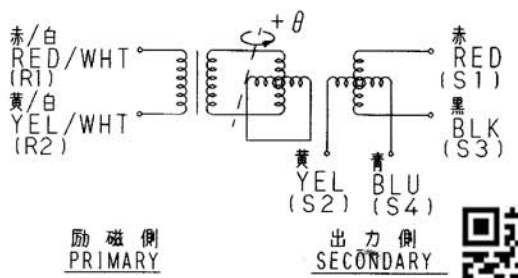 +θ
赤/白
RED/WHT
(R1)
黄/白
YEL/WHT
(R2)
赤
RED
(S1)
黒
BLK
(S3)
黄
YEL
(S2)
青
BLU
(S4)
励磁側
PRIMARY
出力側
SECONDARY